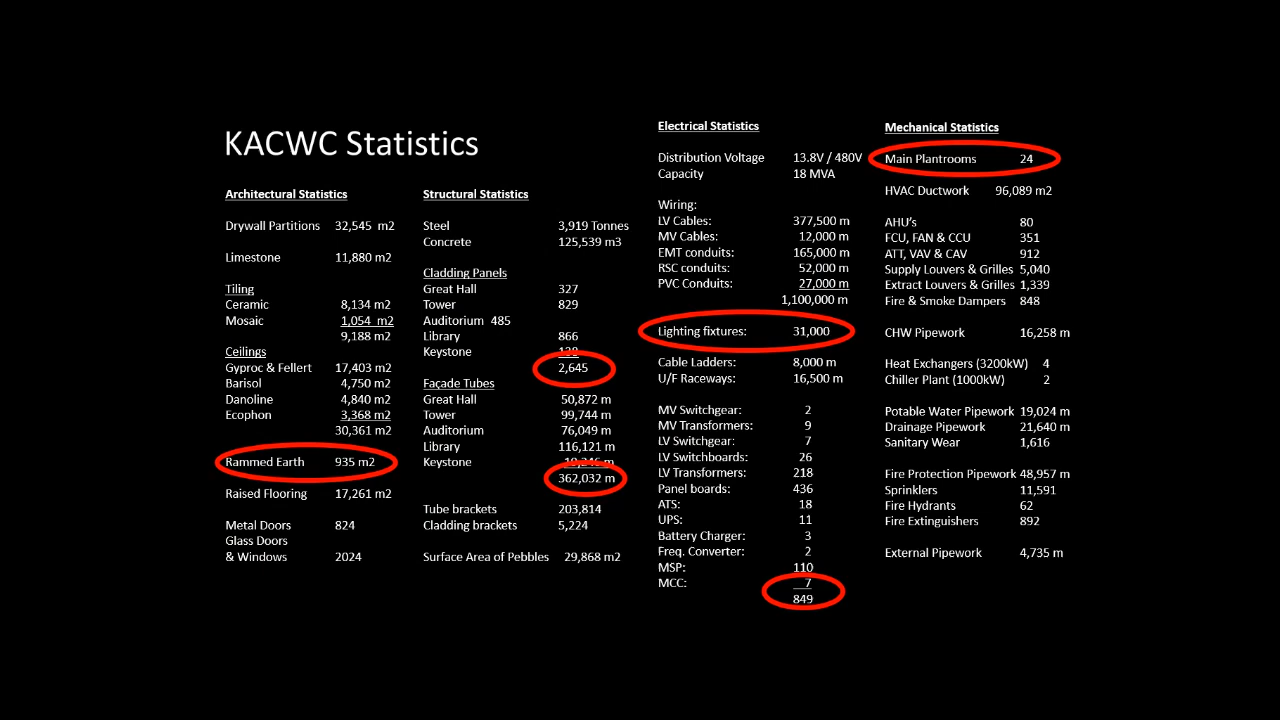 KACWC Statistics
Architectural Statistics
Drywall Partitions 32,545 m2
Limestone 11,880 m2
Tiling
Ceramic 8,134 m2
Mosaic 1,054 m2
9,188 m2
Ceilings
Gyproc & Fellert 17,403 m2
Barisol 4,750 m2
Danoline 4,840 m2
Ecophon 3,368 m2
30,361 m2
Rammed Earth 935 m2
Raised Flooring 17,261 m2
Metal Doors 824
Glass Doors
& Windows 2024
Structural Statistics
Steel 3,919 Tonnes
Concrete 125,539 m3
Cladding Panels
Great Hall 327
Tower 829
Auditorium 485
Library 866
Keystone 138
2,645
Façade Tubes
Great Hall 50,872 m
Tower 99,744 m
Auditorium 76,049 m
Library 116,121 m
Keystone 19,246 m
362,032 m
Tube brackets 203,814
Cladding brackets 5,224
Surface Area of Pebbles 29,868 m2
Electrical Statistics
Distribution Voltage 13.8V / 480V
Capacity 18 MVA
Wiring:
LV Cables: 377,500 m
MV Cables: 12,000 m
EMT conduits: 165,000 m
RSC conduits: 52,000 m
PVC Conduits: 27,000 m
1,100,000 m
Lighting fixtures: 31,000
Cable Ladders: 8,000 m
U/F Raceways: 16,500 m
MV Switchgear: 2
MV Transformers: 9
LV Switchgear: 7
LV Switchboards: 26
LV Transformers: 218
Panel boards: 436
ATS: 18
UPS: 11
Battery Charger: 3
Freq. Converter: 2
MSP: 110
MCC: 7
849
Mechanical Statistics
Main Plantrooms 24
HVAC Ductwork 96,089 m2
AHU's 80
FCU, FAN & CCU 351
ATT, VAV & CAV 912
Supply Louvers & Grilles 5,040
Extract Louvers & Grilles 1,339
Fire & Smoke Dampers 848
CHW Pipework 16,258 m
Heat Exchangers (3200kW) 4
Chiller Plant (1000kW) 2
Potable Water Pipework 19,024 m
Drainage Pipework 21,640 m
Sanitary Wear 1,616
Fire Protection Pipework 48,957 m
Sprinklers 11,591
Fire Hydrants 62
Fire Extinguishers 892
External Pipework 4,735 m